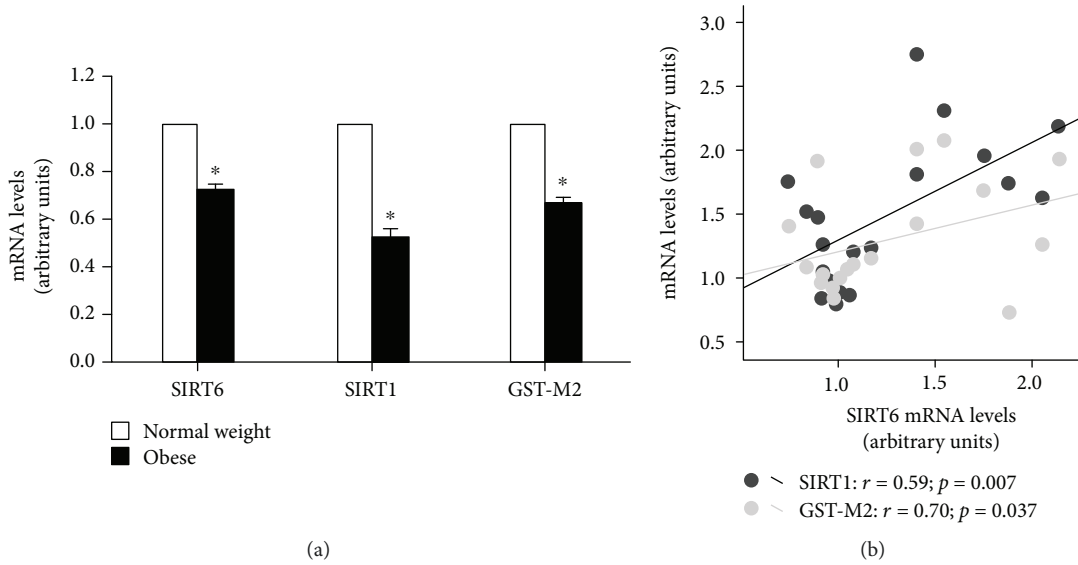 mRNA levels
(arbitrary units)
1.2
1.0
0.8
0.6
0.4
0.2
0.0
*
*
*
SIRT6
SIRT1
GST-M2
Normal weight
Obese
(a)
mRNA levels (arbitrary units)
3.0
2.5
2.0
1.5
1.0
0.5
1.0
1.5
2.0
SIRT6 mRNA levels
(arbitrary units)
SIRT1: r = 0.59; p = 0.007
GST-M2: r = 0.70; p = 0.037
(b)